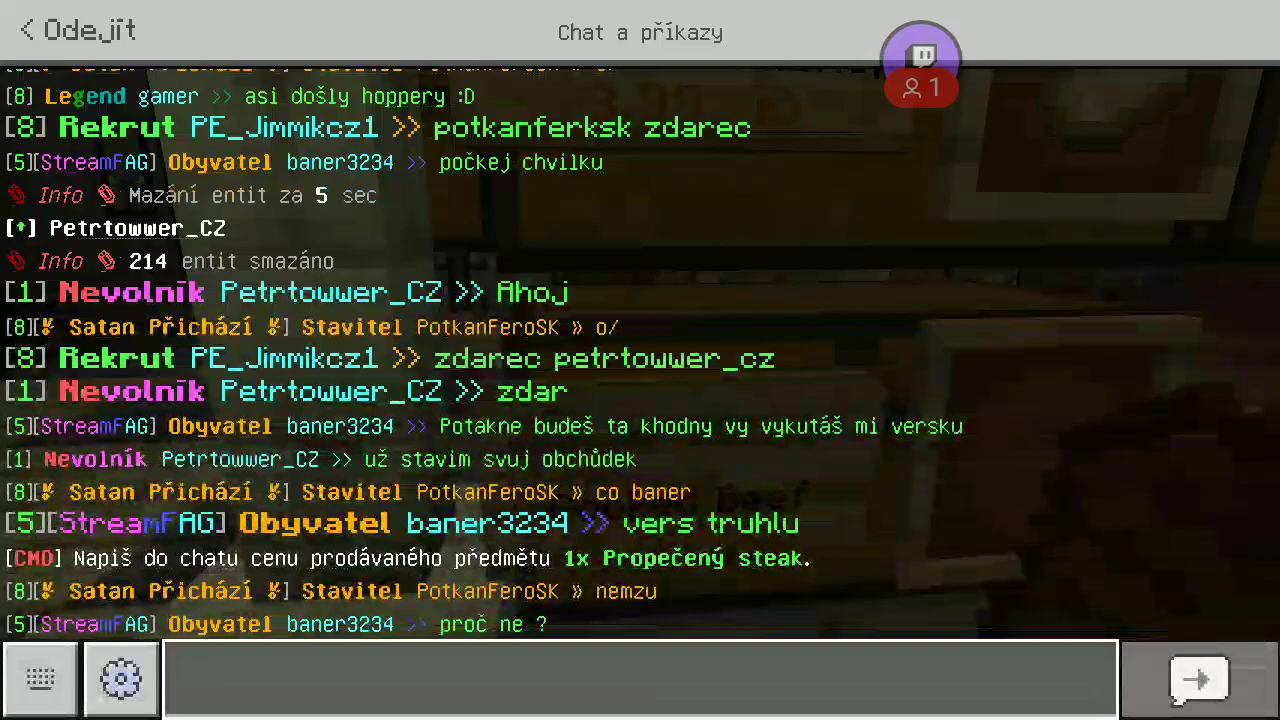 Odejít
Chat a příkazy
1
[8] Legend gamer >> asi došly hoppery :D
[8] Rekrut PE_Jimmikcz1 >> potkanferksk zdarec
[5][StreamFAG] Obyvatel baner3234 >> počkej chvilku
Info Mazání entit za 5 sec
[↑] Petrtowwer_CZ
Info 214 entit smazáno
[1] Nevolník Petrtowwer_CZ >> Ahoj
[8][ Satan Přichází ] Stavitel PotkanFeroSK » o/
[8] Rekrut PE_Jimmikcz1 >> zdarec petrtowwer_cz
[1] Nevolník Petrtowwer_CZ >> zdar
[5][StreamFAG] Obyvatel baner3234 >> Potakne budeš ta khodny vy vykutáš mi versku
[1] Nevolník Petrtowwer_CZ >> už stavim svuj obchůdek
[8][ Satan Přichází ] Stavitel PotkanFeroSK » co baner
[5][StreamFAG] Obyvatel baner3234 >> vers truhlu
[CMD] Napiš do chatu cenu prodávaného předmětu 1x Propečený steak.
[8][ Satan Přichází ] Stavitel PotkanFeroSK » nemzu
[5][StreamFAG] Obyvatel baner3234 >> proč ne ?